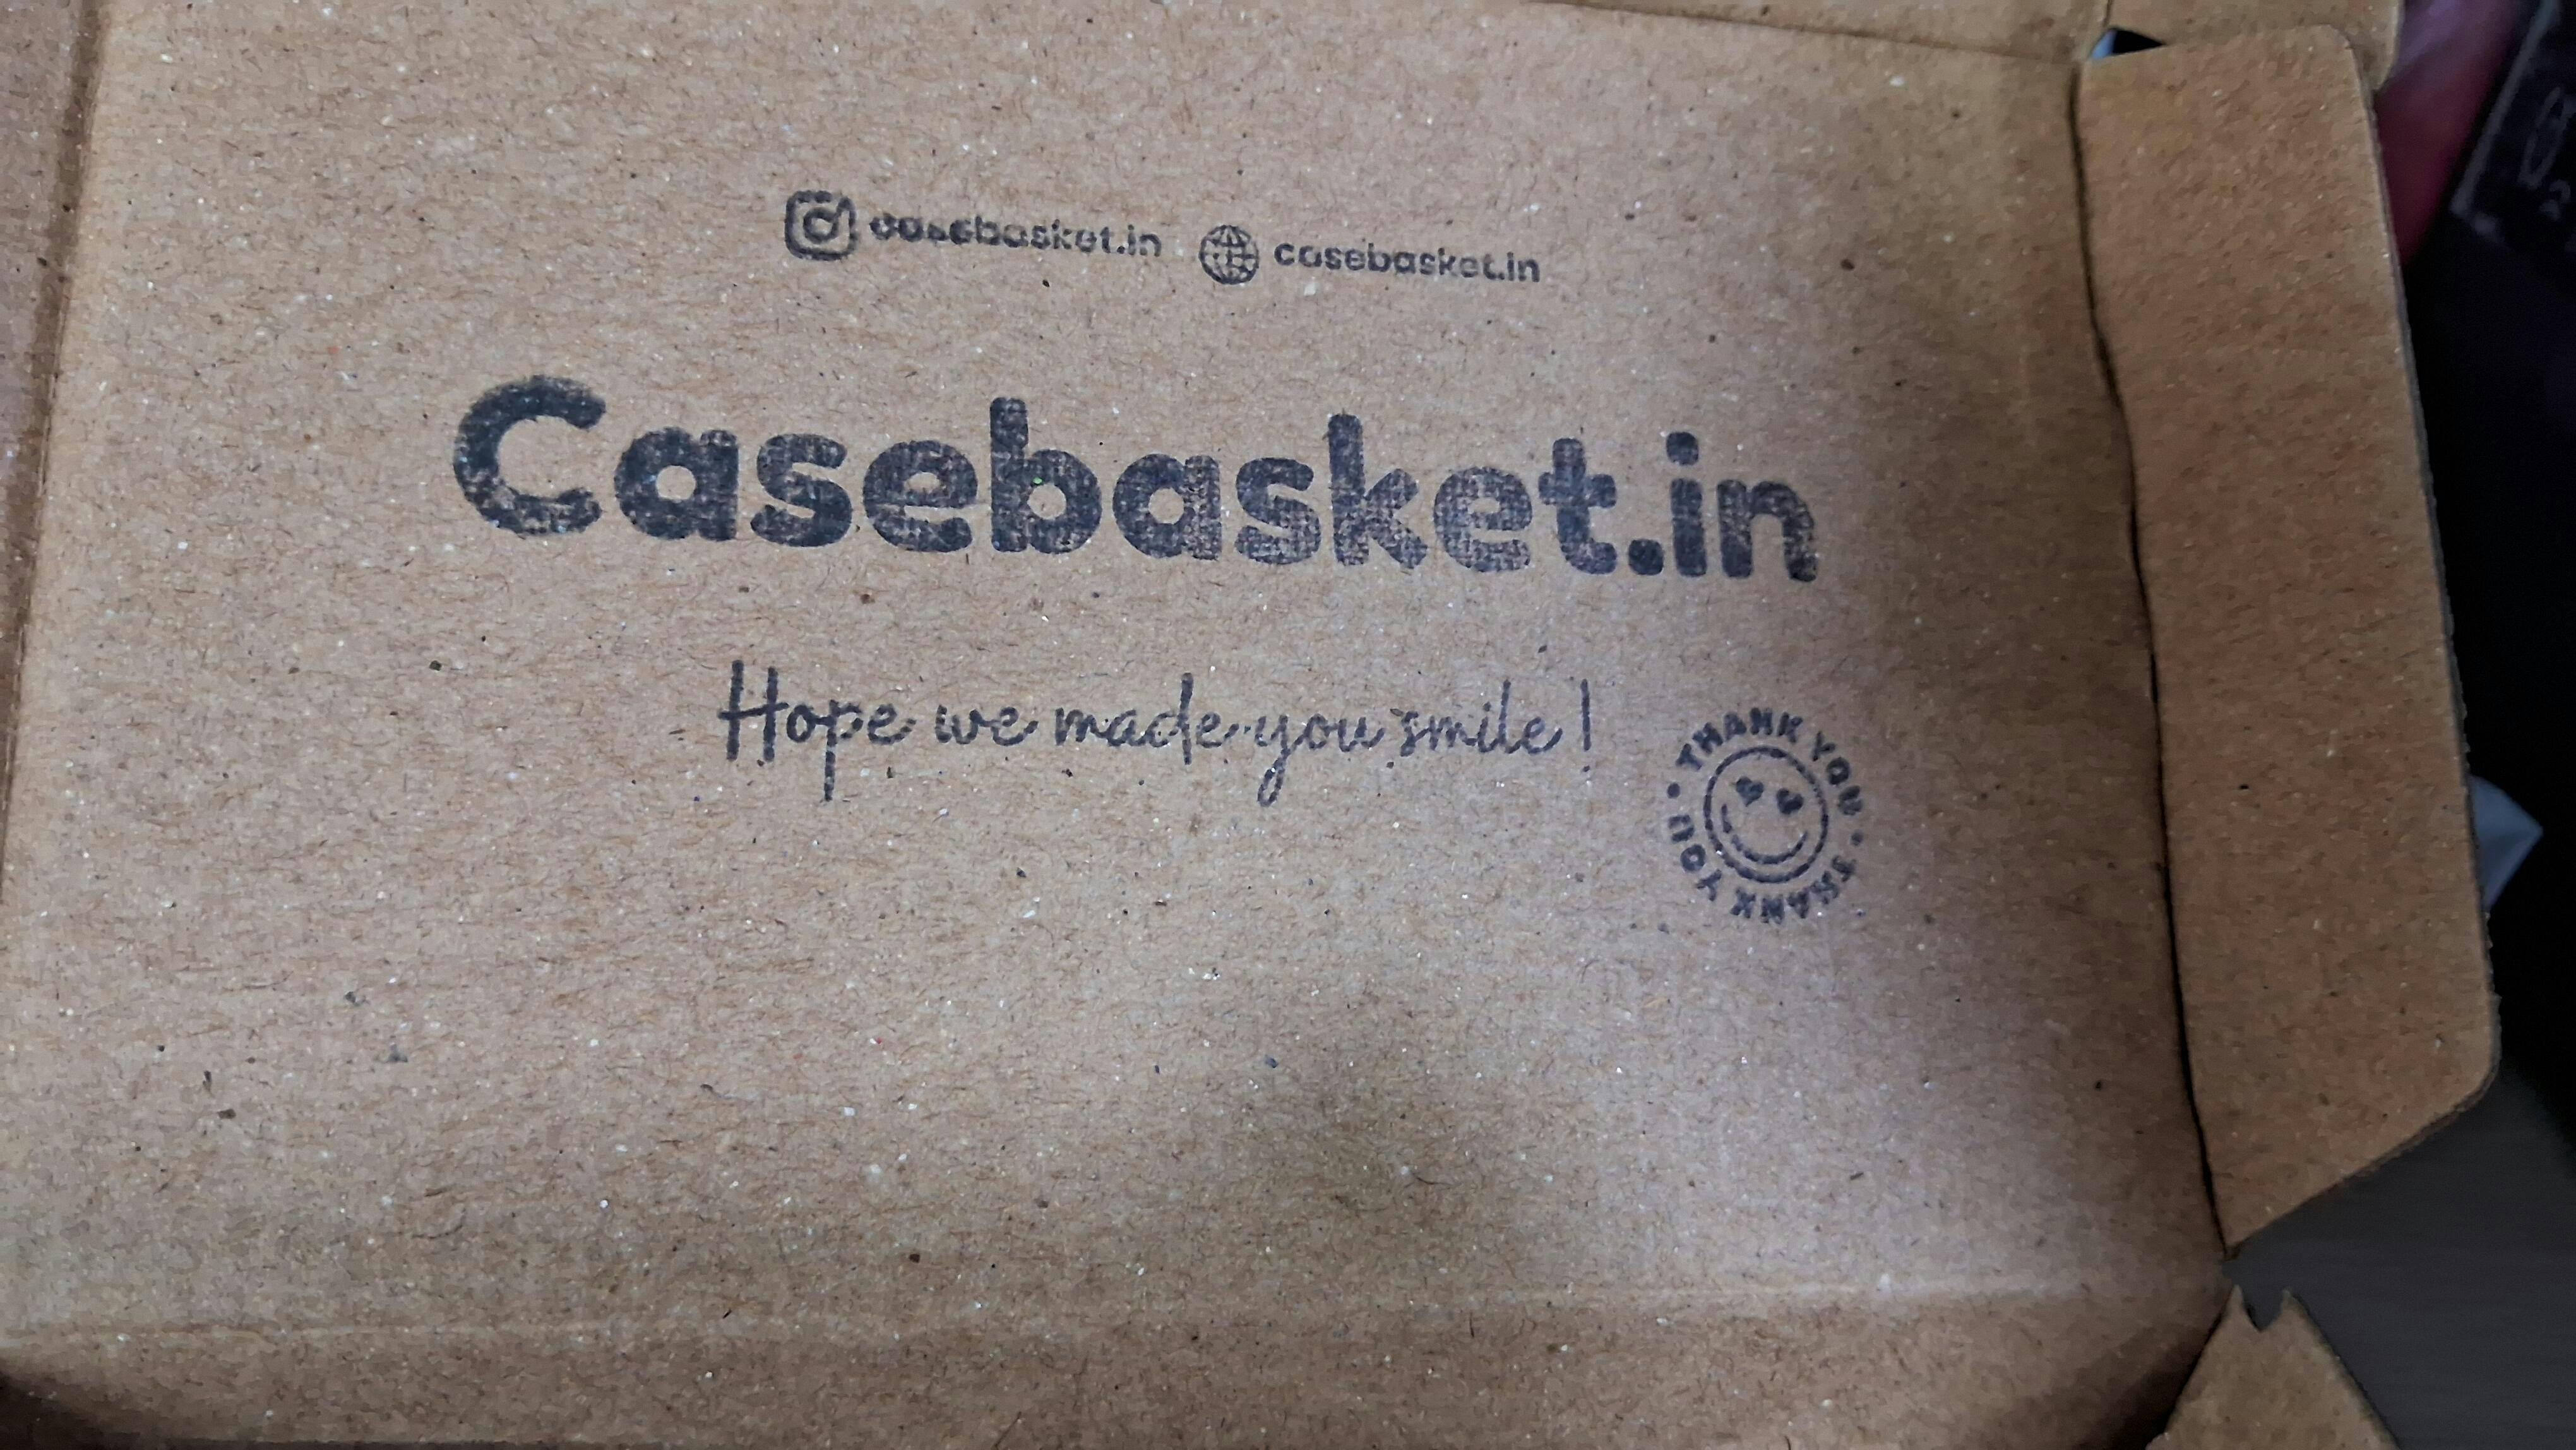 casebasket.in casebasket.in
Casebasket.in
Hope we made you smile!
THANK YOU • THANK YOU •